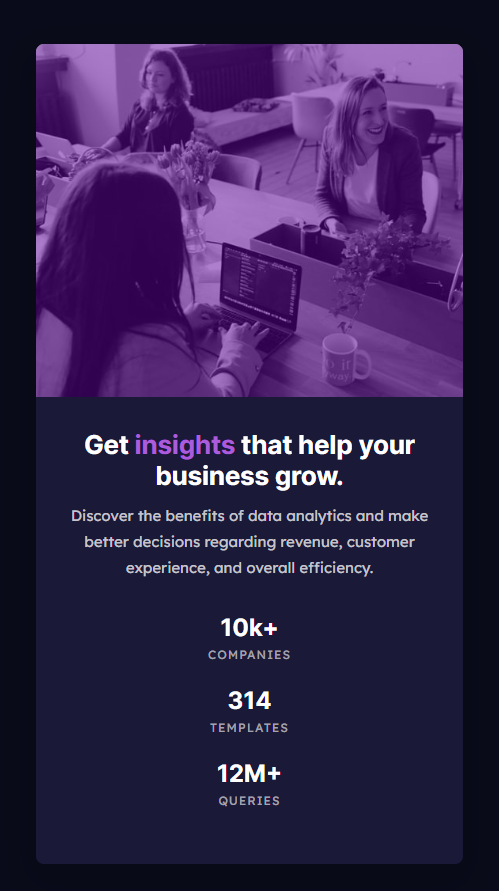 Get insights that help your
business grow.
Discover the benefits of data analytics and make
better decisions regarding revenue, customer
experience, and overall efficiency.
10k+
COMPANIES
314
TEMPLATES
12M+
QUERIES